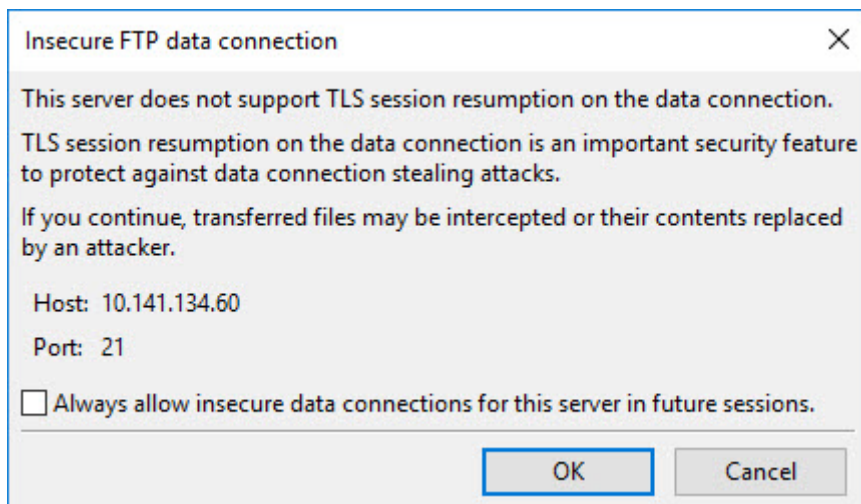 Insecure FTP data connection
This server does not support TLS session resumption on the data connection.
TLS session resumption on the data connection is an important security feature
to protect against data connection stealing attacks.
If you continue, transferred files may be intercepted or their contents replaced
by an attacker.
Host: 10.141.134.60
Port: 21
Always allow insecure data connections for this server in future sessions.
OK Cancel